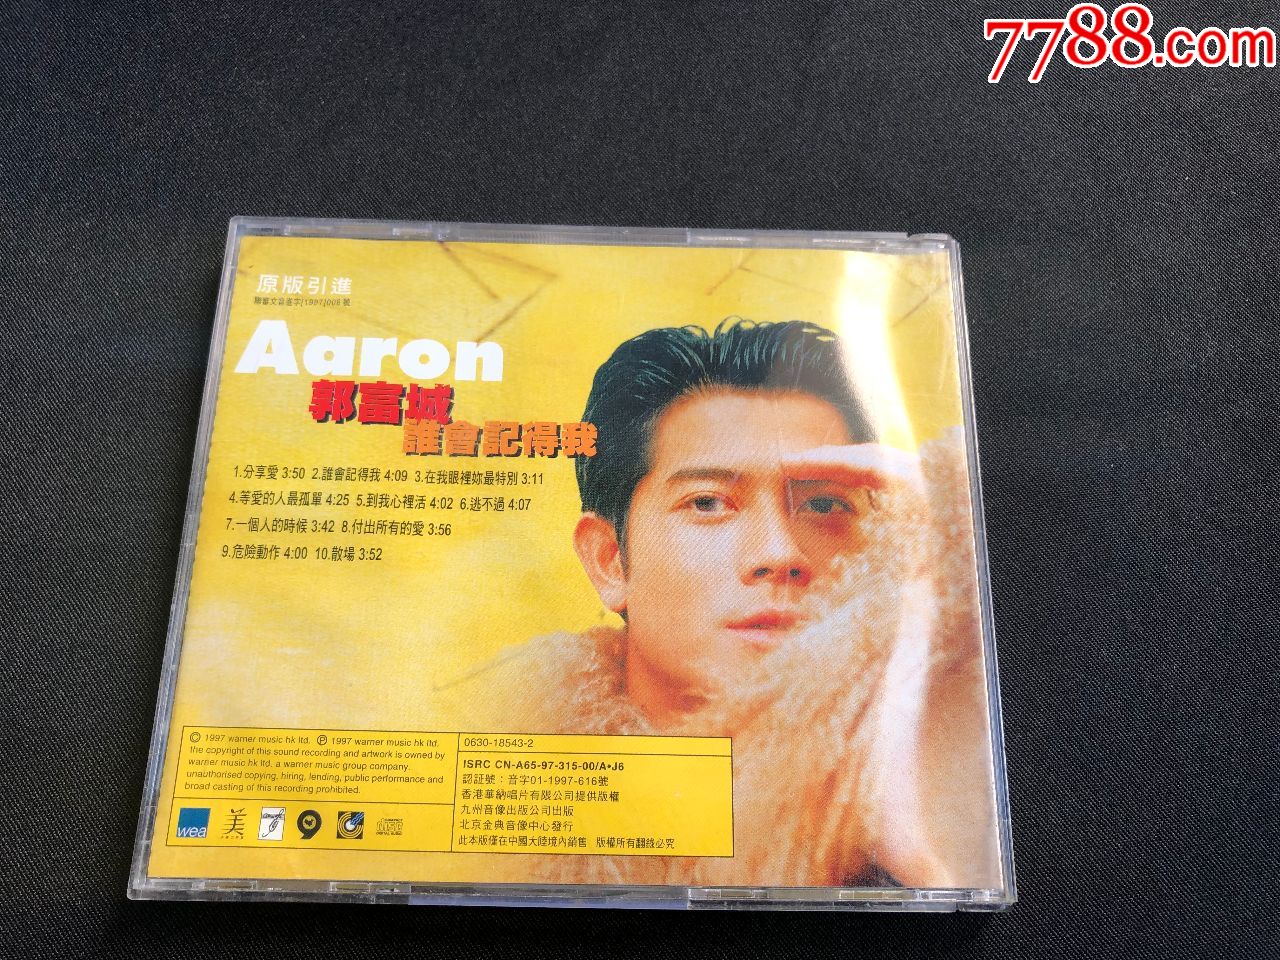 7788.com
原版引進
Aaron
郭富城
誰會記得我
1.分享愛 3:50 2.誰會記得我 4:09 3.在我眼裡妳最特別 3:11
4.等愛的人最孤單 4:25 5.到我心裡活 4:02 6.逃不過 4:07
7.一個人的時候 3:42 8.付出所有的愛 3:56
9.危險動作 4:00 10.散場 3:52
© 1997 warner music hk ltd. ℗ 1997 warner music hk ltd.
the copyright of this sound recording and artwork is owned by
warner music hk ltd. a warner music group company.
unauthorised copying, hiring, lending, public performance and
broad casting of this recording prohibited.
wea
美
COMPACT
disc
DIGITAL AUDIO
0630-18543-2
ISRC CN-A65-97-315-00/A•J6
認証號：音字01-1997-616號
香港華納唱片有限公司提供版權
九州音像出版公司出版
北京金典音像中心發行
此本版僅在中國大陸境內銷售 版權所有翻錄必究